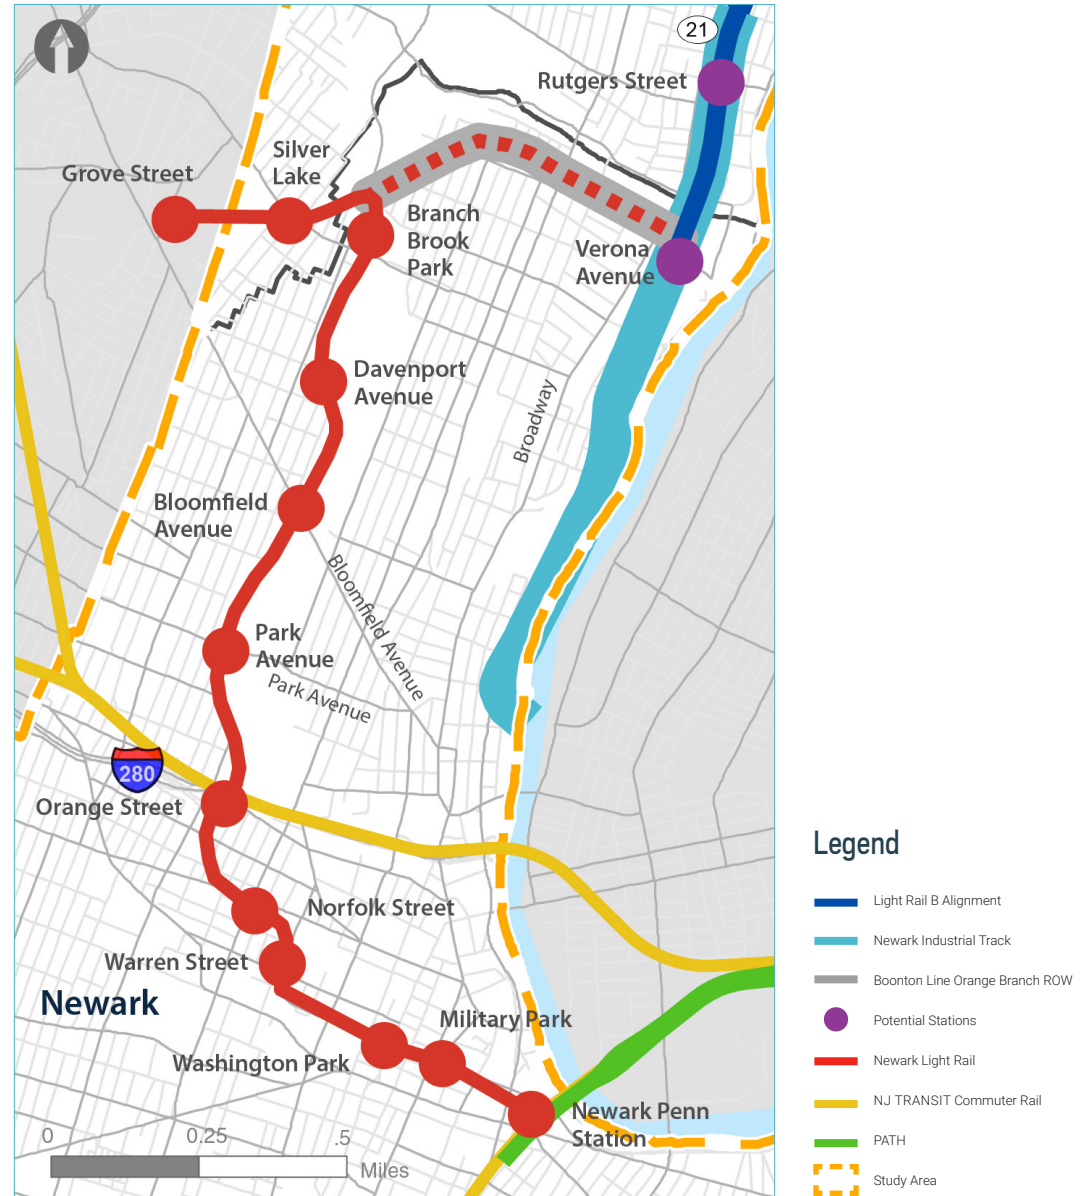 21
Rutgers Street
Silver
Lake
Grove Street
Branch
Brook
Park
Verona
Avenue
Davenport
Avenue
Broadway
Bloomfield
Avenue
Bloomfield Avenue
Park
Avenue
Park Avenue
280
Orange Street
Norfolk Street
Warren Street
Newark
Military Park
Washington Park
Newark Penn
Station
0 0.25 .5
Miles
Legend
Light Rail B Alignment
Newark Industrial Track
Boonton Line Orange Branch ROW
Potential Stations
Newark Light Rail
NJ TRANSIT Commuter Rail
PATH
Study Area